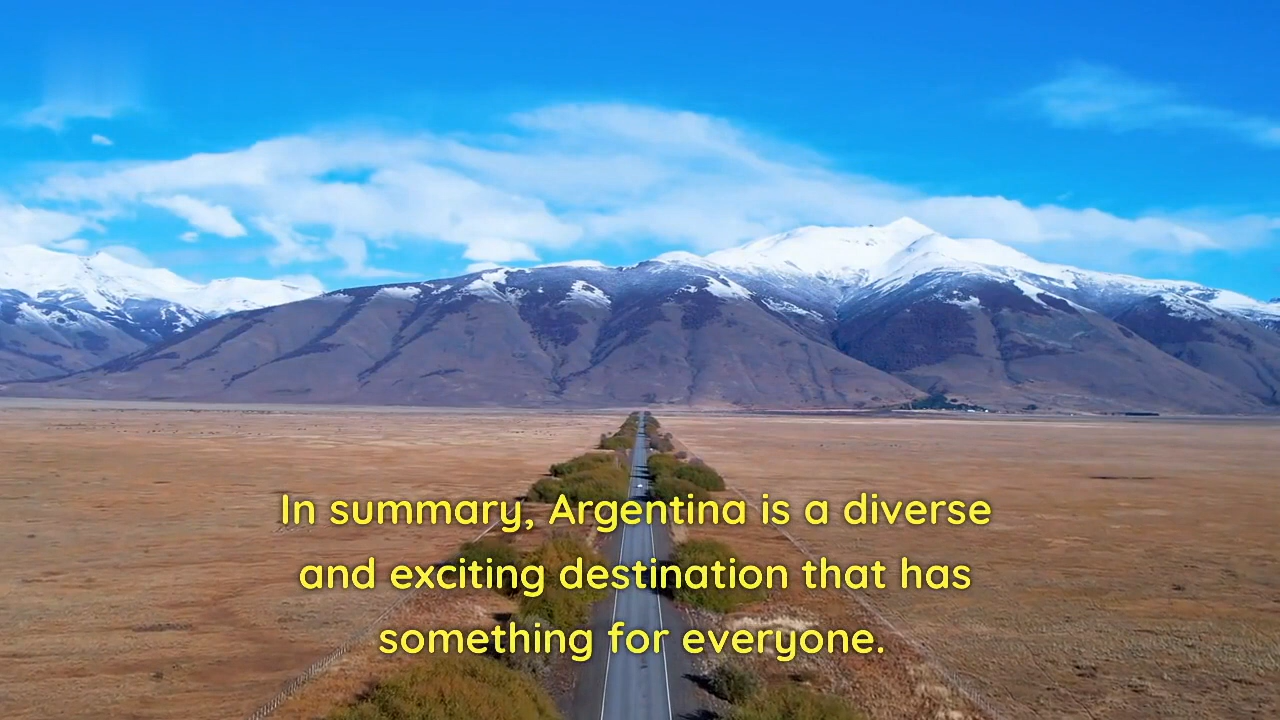 In summary, Argentina is a diverse
and exciting destination that has
something for everyone.